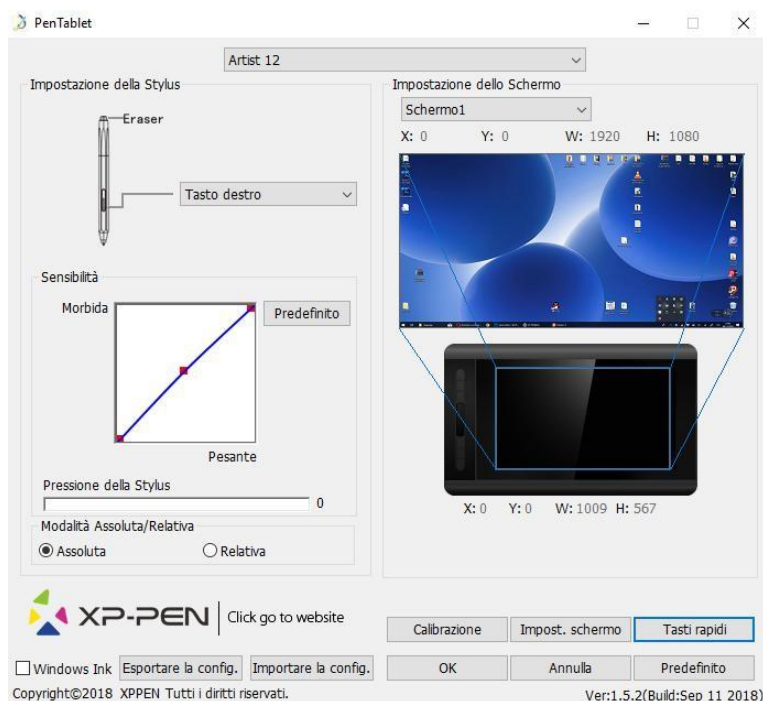 PenTablet
Artist 12
Impostazione della Stylus
Eraser
Tasto destro
Sensibilità
Morbida
Predefinito
Pesante
Pressione della Stylus
0
Modalità Assoluta/Relativa
Assoluta
Relativa
Impostazione dello Schermo
Schermo1
X: 0 Y: 0 W: 1920 H: 1080
X: 0 Y: 0 W: 1009 H: 567
XP-PEN Click go to website
Calibrazione Impost. schermo Tasti rapidi
Windows Ink Esportare la config. Importare la config. OK Annulla Predefinito
Copyright©2018 XPPEN Tutti i diritti riservati. Ver:1.5.2(Build:Sep 11 2018)